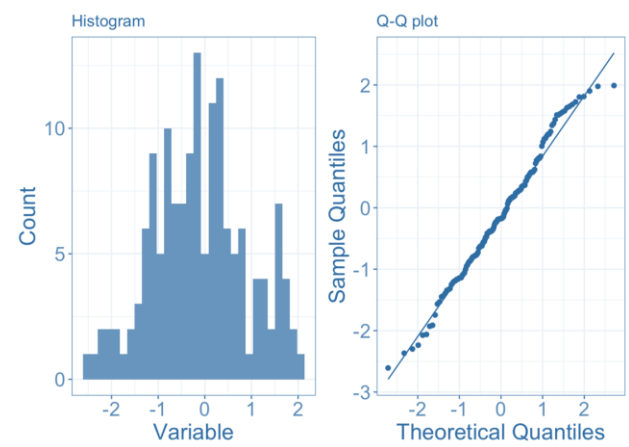 Histogram
Count
10
5
0
-2 -1 0 1 2
Variable
Q-Q plot
Sample Quantiles
2
1
0
-1
-2
-3
-2 -1 0 1 2
Theoretical Quantiles